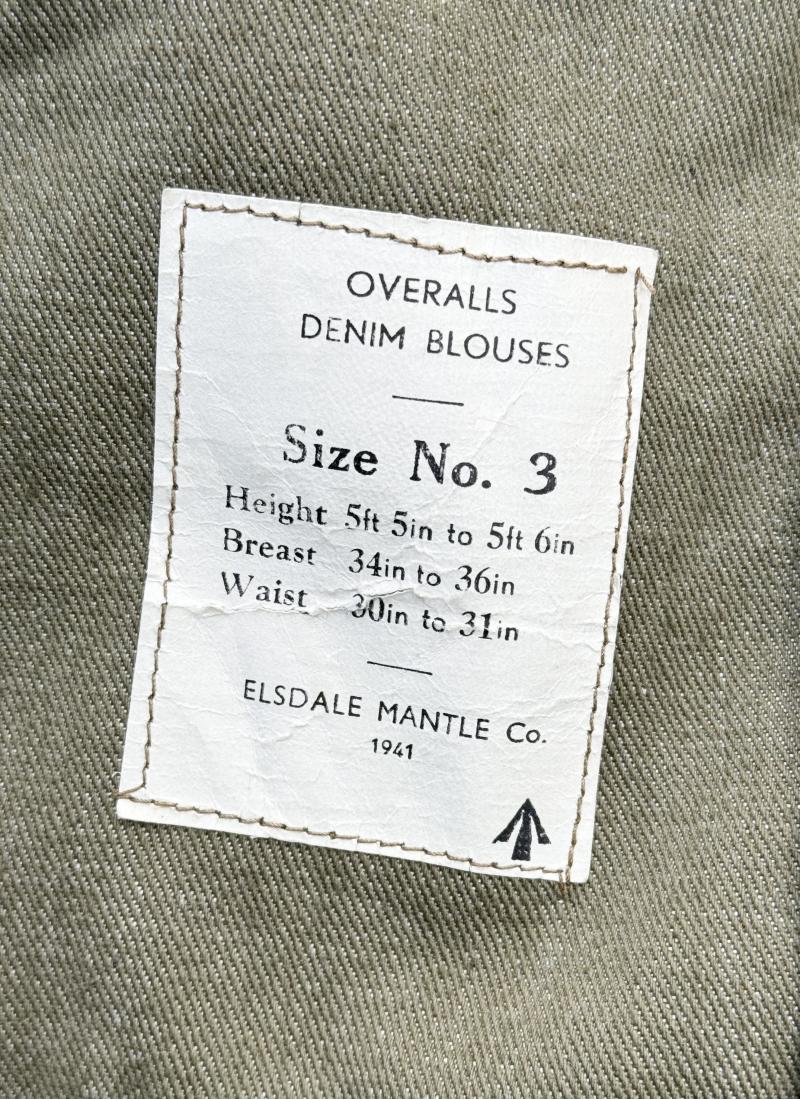 OVERALLS
DENIM BLOUSES
Size No. 3
Height 5ft 5in to 5ft 6in
Breast 34in to 36in
Waist 30in to 31in
ELSDALE MANTLE Co.
1941